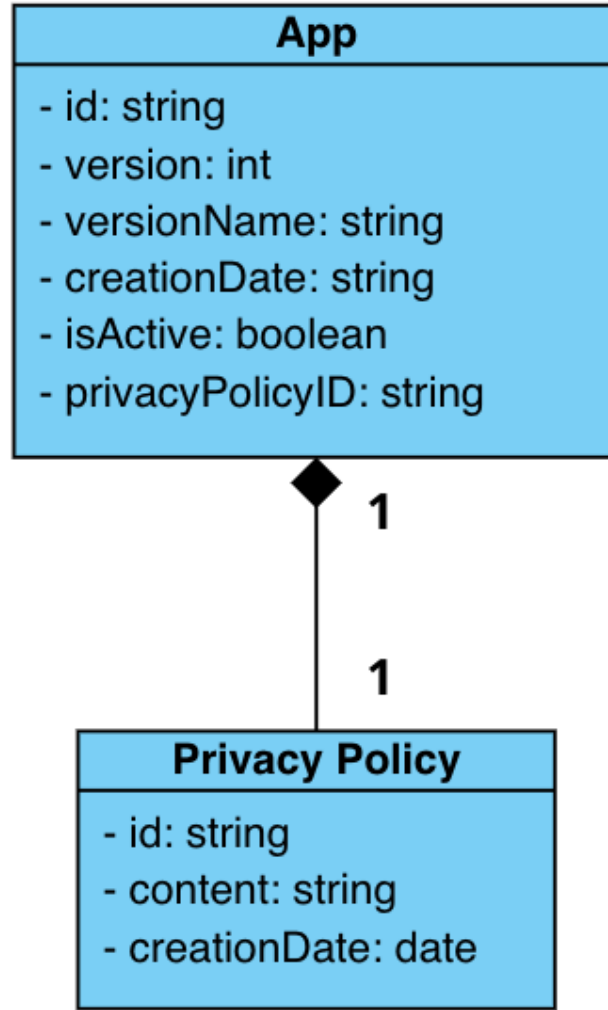 App
- id: string
- version: int
- versionName: string
- creationDate: string
- isActive: boolean
- privacyPolicyID: string
1
1
Privacy Policy
- id: string
- content: string
- creationDate: date